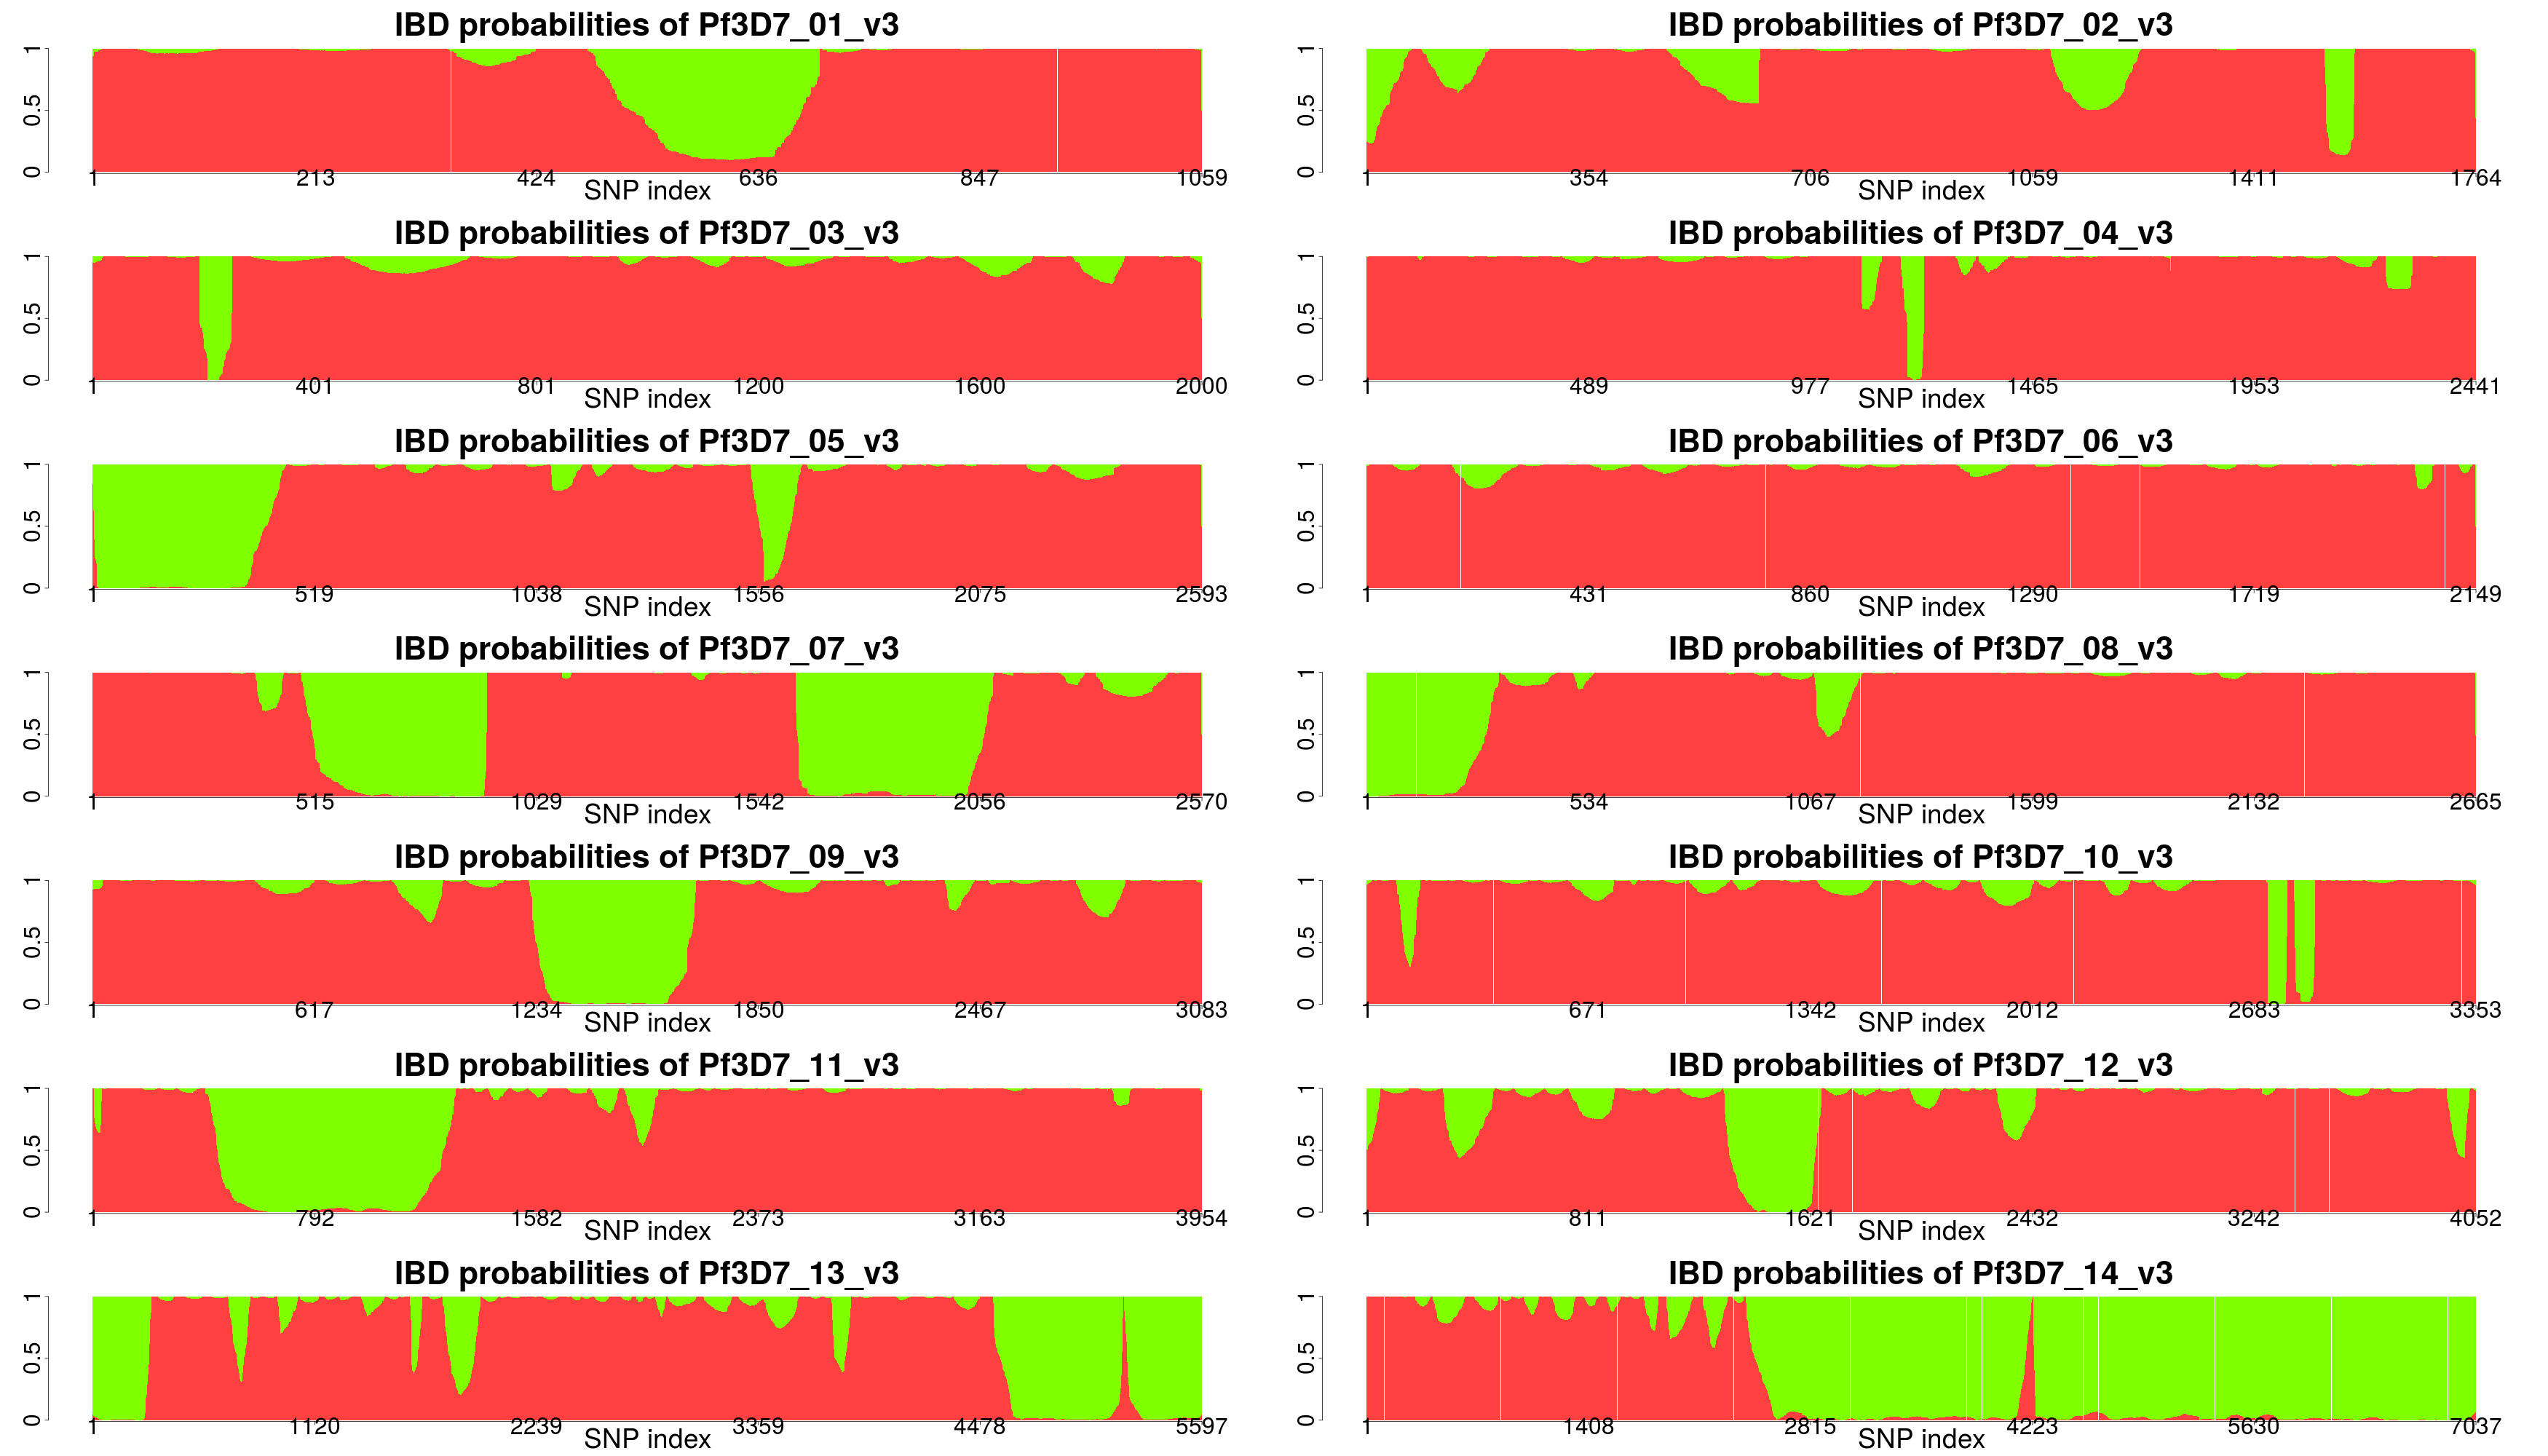 IBD probabilities of Pf3D7_01_v3
0 0.5 1
1 213 424 636 847 1059
SNP index
IBD probabilities of Pf3D7_02_v3
0 0.5 1
1 354 706 1059 1411 1764
SNP index
IBD probabilities of Pf3D7_03_v3
0 0.5 1
1 401 801 1200 1600 2000
SNP index
IBD probabilities of Pf3D7_04_v3
0 0.5 1
1 489 977 1465 1953 2441
SNP index
IBD probabilities of Pf3D7_05_v3
0 0.5 1
1 519 1038 1556 2075 2593
SNP index
IBD probabilities of Pf3D7_06_v3
0 0.5 1
1 431 860 1290 1719 2149
SNP index
IBD probabilities of Pf3D7_07_v3
0 0.5 1
1 515 1029 1542 2056 2570
SNP index
IBD probabilities of Pf3D7_08_v3
0 0.5 1
1 534 1067 1599 2132 2665
SNP index
IBD probabilities of Pf3D7_09_v3
0 0.5 1
1 617 1234 1850 2467 3083
SNP index
IBD probabilities of Pf3D7_10_v3
0 0.5 1
1 671 1342 2012 2683 3353
SNP index
IBD probabilities of Pf3D7_11_v3
0 0.5 1
1 792 1582 2373 3163 3954
SNP index
IBD probabilities of Pf3D7_12_v3
0 0.5 1
1 811 1621 2432 3242 4052
SNP index
IBD probabilities of Pf3D7_13_v3
0 0.5 1
1 1120 2239 3359 4478 5597
SNP index
IBD probabilities of Pf3D7_14_v3
0 0.5 1
1 1408 2815 4223 5630 7037
SNP index